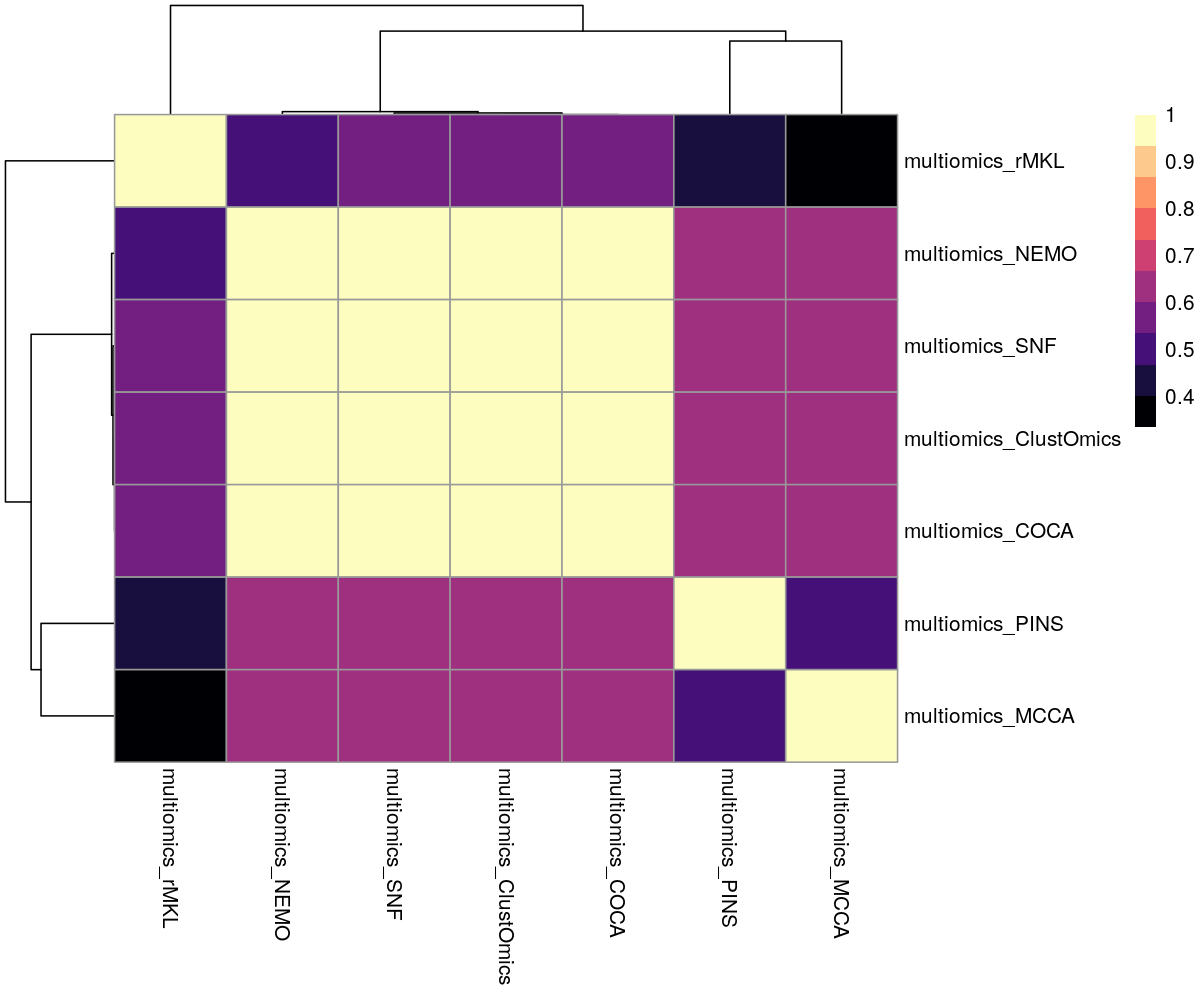 multiomics_rMKL
multiomics_NEMO
multiomics_SNF
multiomics_ClustOmics
multiomics_COCA
multiomics_PINS
multiomics_MCCA
1
0.9
0.8
0.7
0.6
0.5
0.4
multiomics_rMKL
multiomics_NEMO
multiomics_SNF
multiomics_ClustOmics
multiomics_COCA
multiomics_PINS
multiomics_MCCA